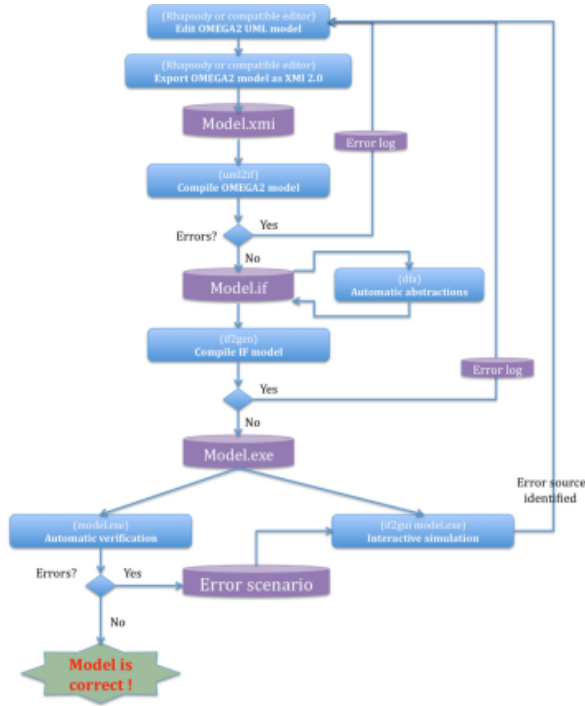 (Rhapsody or compatible editor)
Edit OMEGA2 UML model
(Rhapsody or compatible editor)
Export OMEGA2 model as XMI 2.0
Model.xmi
Error log
(uml2if)
Compile OMEGA2 model
Errors?
Yes
No
Model.if
(dfs)
Automatic abstractions
(if2gen)
Compile IF model
Error log
Yes
No
Model.exe
Error source
identified
(model.exe)
Automatic verification
(if2gui model.exe)
Interactive simulation
Errors?
Yes
Error scenario
No
Model is
correct !